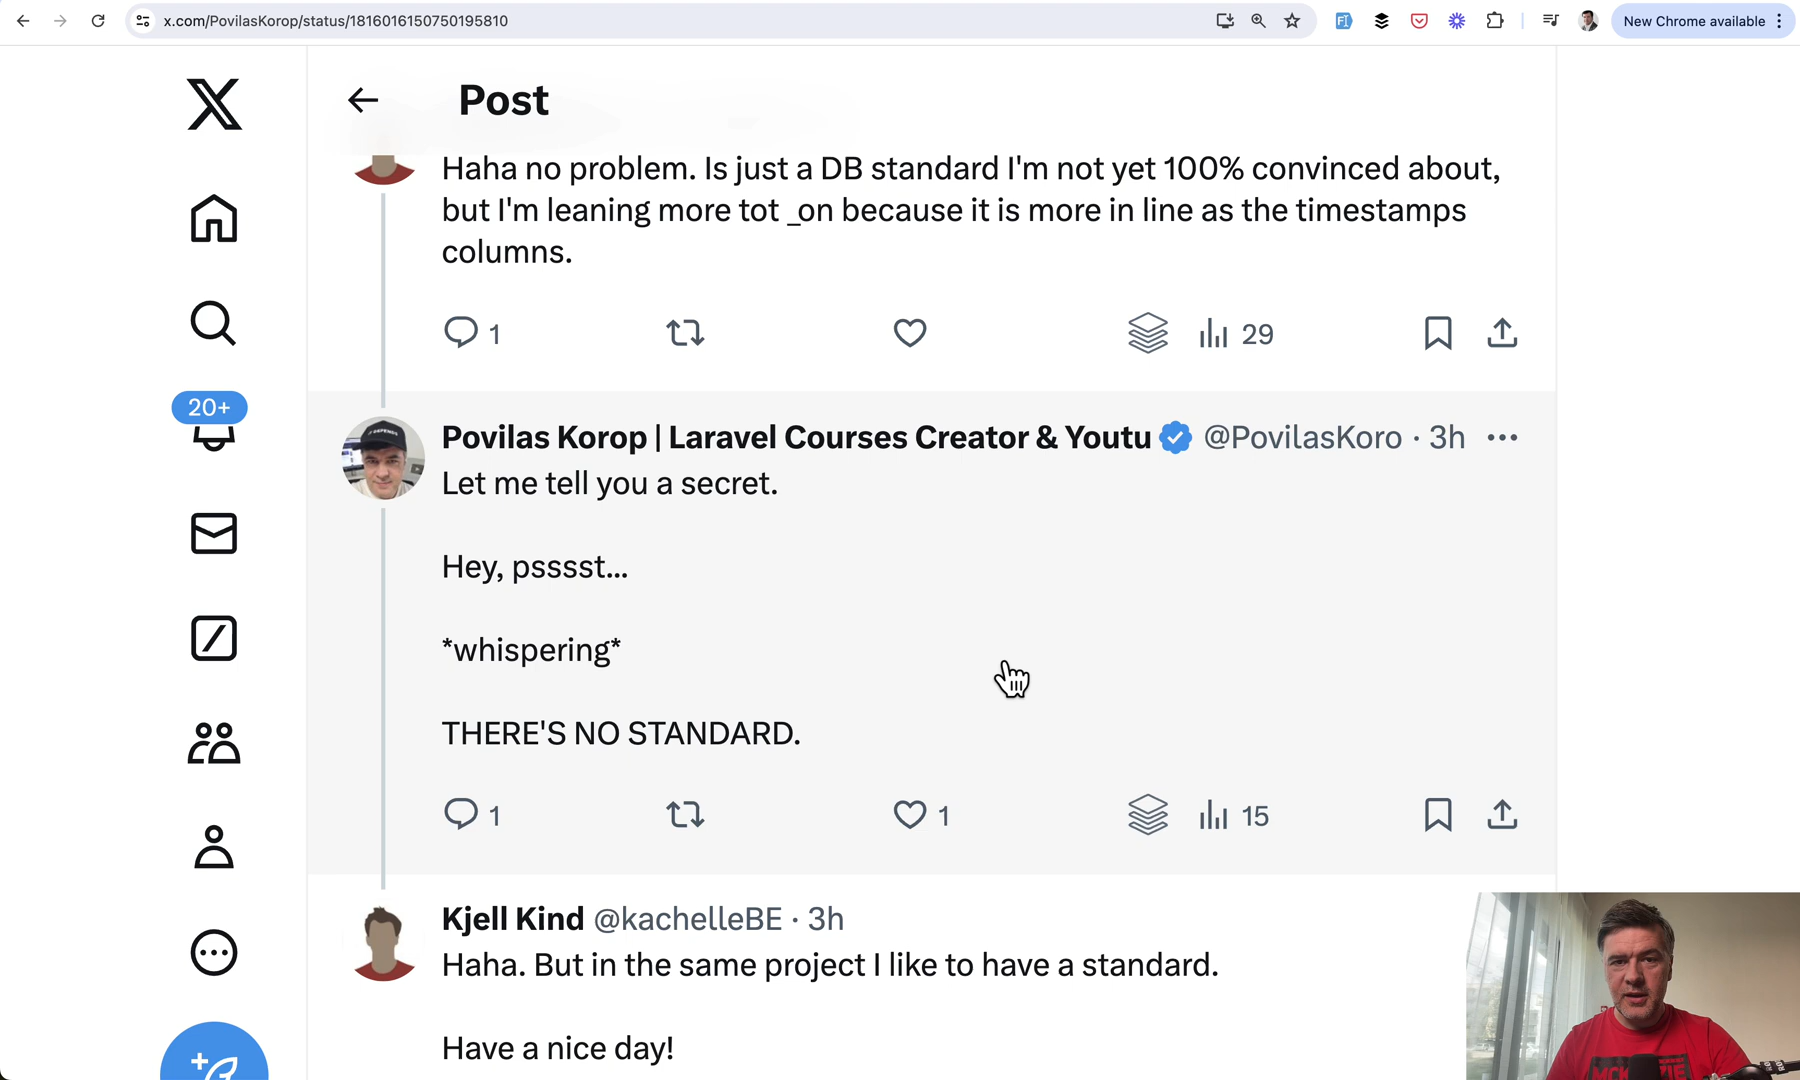 x.com/PovilasKorop/status/1816016150750195810
New Chrome available
Post
Haha no problem. Is just a DB standard I'm not yet 100% convinced about,
but I'm leaning more tot _on because it is more in line as the timestamps
columns.
1
29
20+
Povilas Korop | Laravel Courses Creator & Youtu @PovilasKoro · 3h
Let me tell you a secret.
Hey, psssst...
*whispering*
THERE'S NO STANDARD.
1
1
15
Kjell Kind @kachelleBE · 3h
Haha. But in the same project I like to have a standard.
Have a nice day!